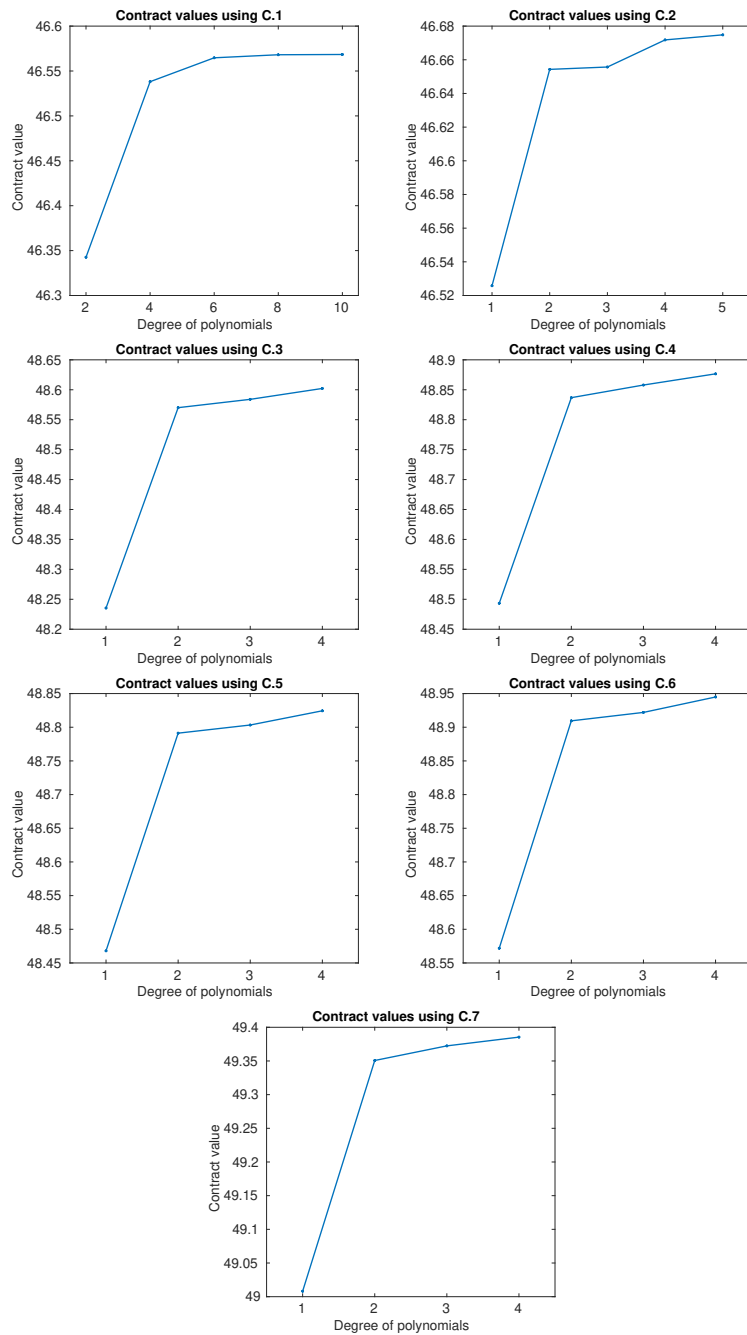 Contract values using C.1
46.6
46.55
46.5
46.45
46.4
46.35
46.3
Contract value
2 4 6 8 10
Degree of polynomials
Contract values using C.2
46.68
46.66
46.64
46.62
46.6
46.58
46.56
46.54
46.52
Contract value
1 2 3 4 5
Degree of polynomials
Contract values using C.3
48.65
48.6
48.55
48.5
48.45
48.4
48.35
48.3
48.25
48.2
Contract value
1 2 3 4
Degree of polynomials
Contract values using C.4
48.9
48.85
48.8
48.75
48.7
48.65
48.6
48.55
48.5
48.45
Contract value
1 2 3 4
Degree of polynomials
Contract values using C.5
48.85
48.8
48.75
48.7
48.65
48.6
48.55
48.5
48.45
Contract value
1 2 3 4
Degree of polynomials
Contract values using C.6
48.95
48.9
48.85
48.8
48.75
48.7
48.65
48.6
48.55
Contract value
1 2 3 4
Degree of polynomials
Contract values using C.7
49.4
49.35
49.3
49.25
49.2
49.15
49.1
49.05
49
Contract value
1 2 3 4
Degree of polynomials